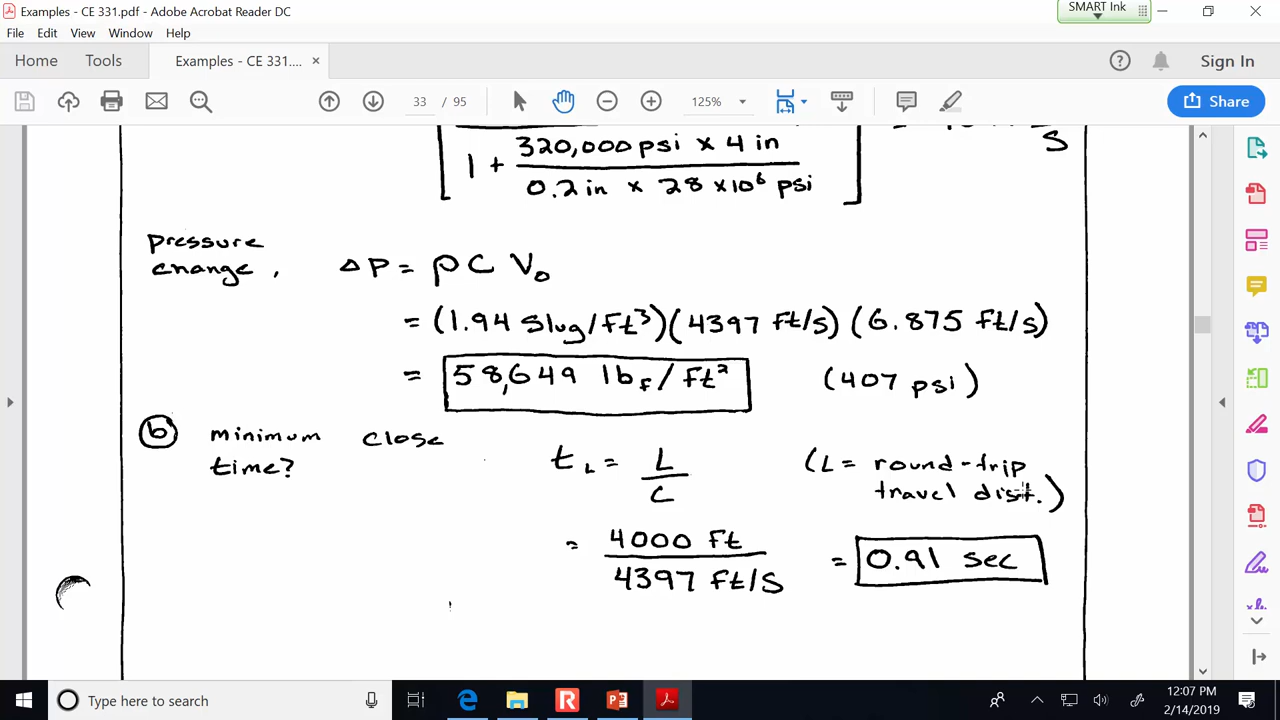 Examples - CE 331.pdf - Adobe Acrobat Reader DC
SMART Ink
File Edit View Window Help
Home Tools Examples - CE 331.... × Sign In
33 / 95 125% Share
S
1 + 320,000 psi x 4 in
0.2 in x 28 x10⁶ psi
pressure
change, ΔP = ρ C V₀
= (1.94 slug/ft³)(4397 ft/s)(6.875 ft/s)
= 58,649 lbf/ft² (407 psi)
b minimum close
time?
t_L = L (L = round-trip
C travel dist.)
= 4000 ft
4397 ft/s
= 0.91 sec
Type here to search
12:07 PM
2/14/2019